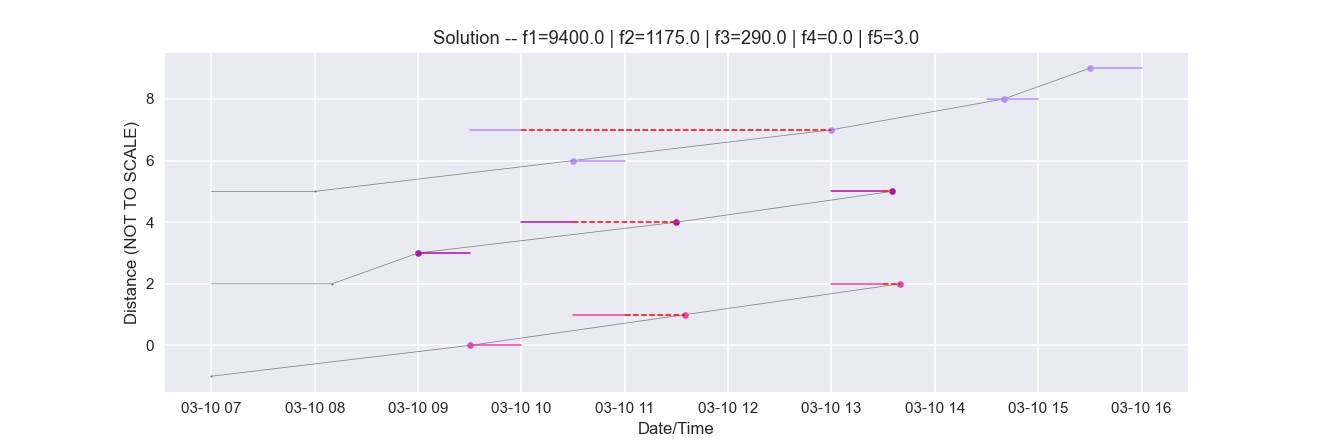 Solution -- f1=9400.0 | f2=1175.0 | f3=290.0 | f4=0.0 | f5=3.0
Distance (NOT TO SCALE)
8
6
4
2
0
03-10 07 03-10 08 03-10 09 03-10 10 03-10 11 03-10 12 03-10 13 03-10 14 03-10 15 03-10 16
Date/Time